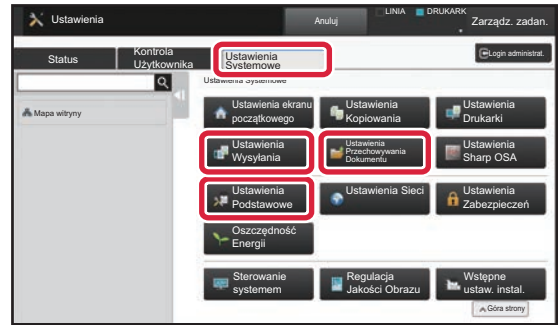 Ustawienia
Anuluj
LINIA
DRUKARK
Zarządz. zadan.
Status
Kontrola
Użytkownika
Ustawienia
Systemowe
Login administrat.
Ustawienia Systemowe
Mapa witryny
Ustawienia ekranu
początkowego
Ustawienia
Kopiowania
Ustawienia
Drukarki
Ustawienia
Wysyłania
Ustawienia
Przechowywania
Dokumentu
Ustawienia
Sharp OSA
Ustawienia
Podstawowe
Ustawienia Sieci
Ustawienia
Zabezpieczeń
Oszczędność
Energii
Sterowanie
systemem
Regulacja
Jakości Obrazu
Wstępne
ustaw. instal.
Góra strony